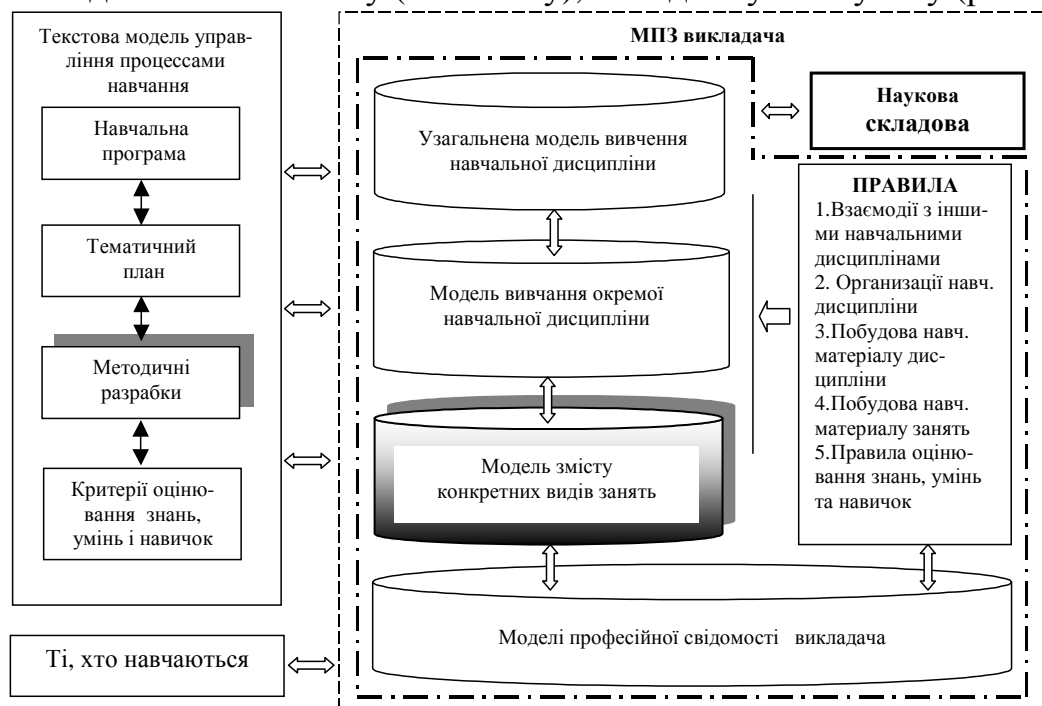 Текстова модель управ-
ління процессами
навчання
Навчальна
програма
Тематичний
план
Методичні
разрабки
Критерії оціню-
вання знань,
умінь і навичок
Ті, хто навчаються
МПЗ викладача
Узагальнена модель вивчення
навчальної дисципліни
Модель вивчання окремої
навчальної дисципліни
Модель змісту
конкретних видів занять
Моделі професійної свідомості викладача
Наукова
складова
ПРАВИЛА
1.Взаємодії з інши-
ми навчальними
дисциплінами
2. Организації навч.
дисципліни
3.Побудова навч.
матеріалу дис-
ципліни
4.Побудова навч.
материалу занять
5.Правила оціню-
вання знань, умінь
та навичок